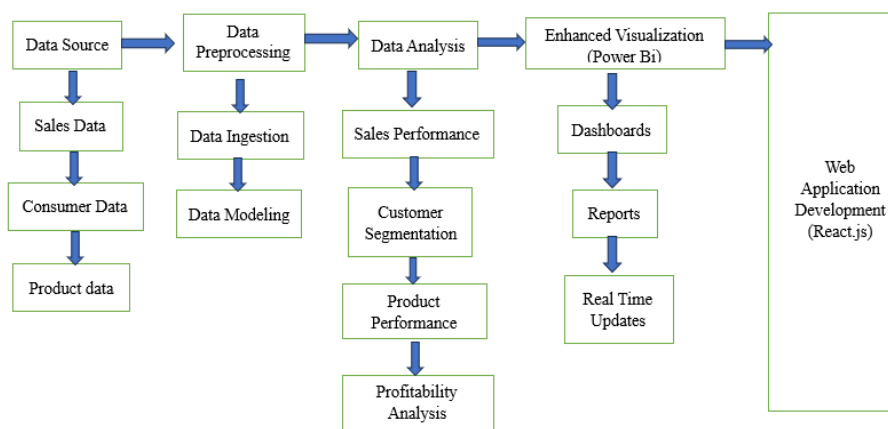 Data Source
Data
Preprocessing
Data Analysis
Enhanced Visualization
(Power Bi)
Sales Data
Consumer Data
Product data
Data Ingestion
Data Modeling
Sales Performance
Customer
Segmentation
Product
Performance
Profitability
Analysis
Dashboards
Reports
Real Time
Updates
Web
Application
Development
(React.js)